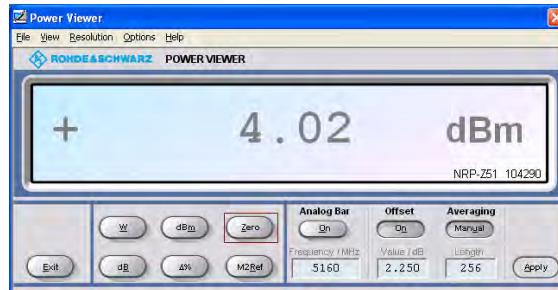 Power Viewer
File View Resolution Options Help
ROHDE&SCHWARZ POWER VIEWER
+ 4.02 dBm
NRP-Z51 104290
Analog Bar Offset Averaging
W dBm Zero On On Manual
Frequency / MHz Value / dB Length
Exit dB Δ% M2Ref 5160 2.250 256 Apply